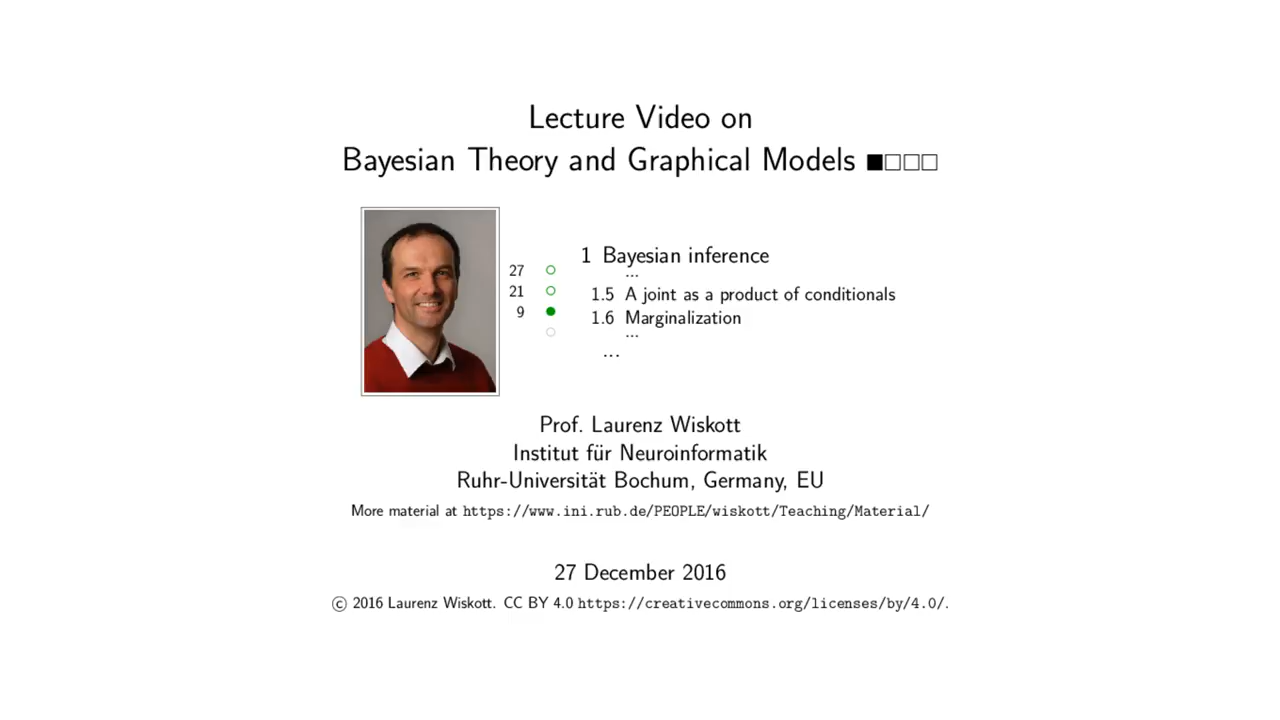 Lecture Video on
Bayesian Theory and Graphical Models ■□□□
1 Bayesian inference
27
...
21
1.5 A joint as a product of conditionals
9
1.6 Marginalization
...
...
Prof. Laurenz Wiskott
Institut für Neuroinformatik
Ruhr-Universität Bochum, Germany, EU
More material at https://www.ini.rub.de/PEOPLE/wiskott/Teaching/Material/
27 December 2016
© 2016 Laurenz Wiskott. CC BY 4.0 https://creativecommons.org/licenses/by/4.0/.